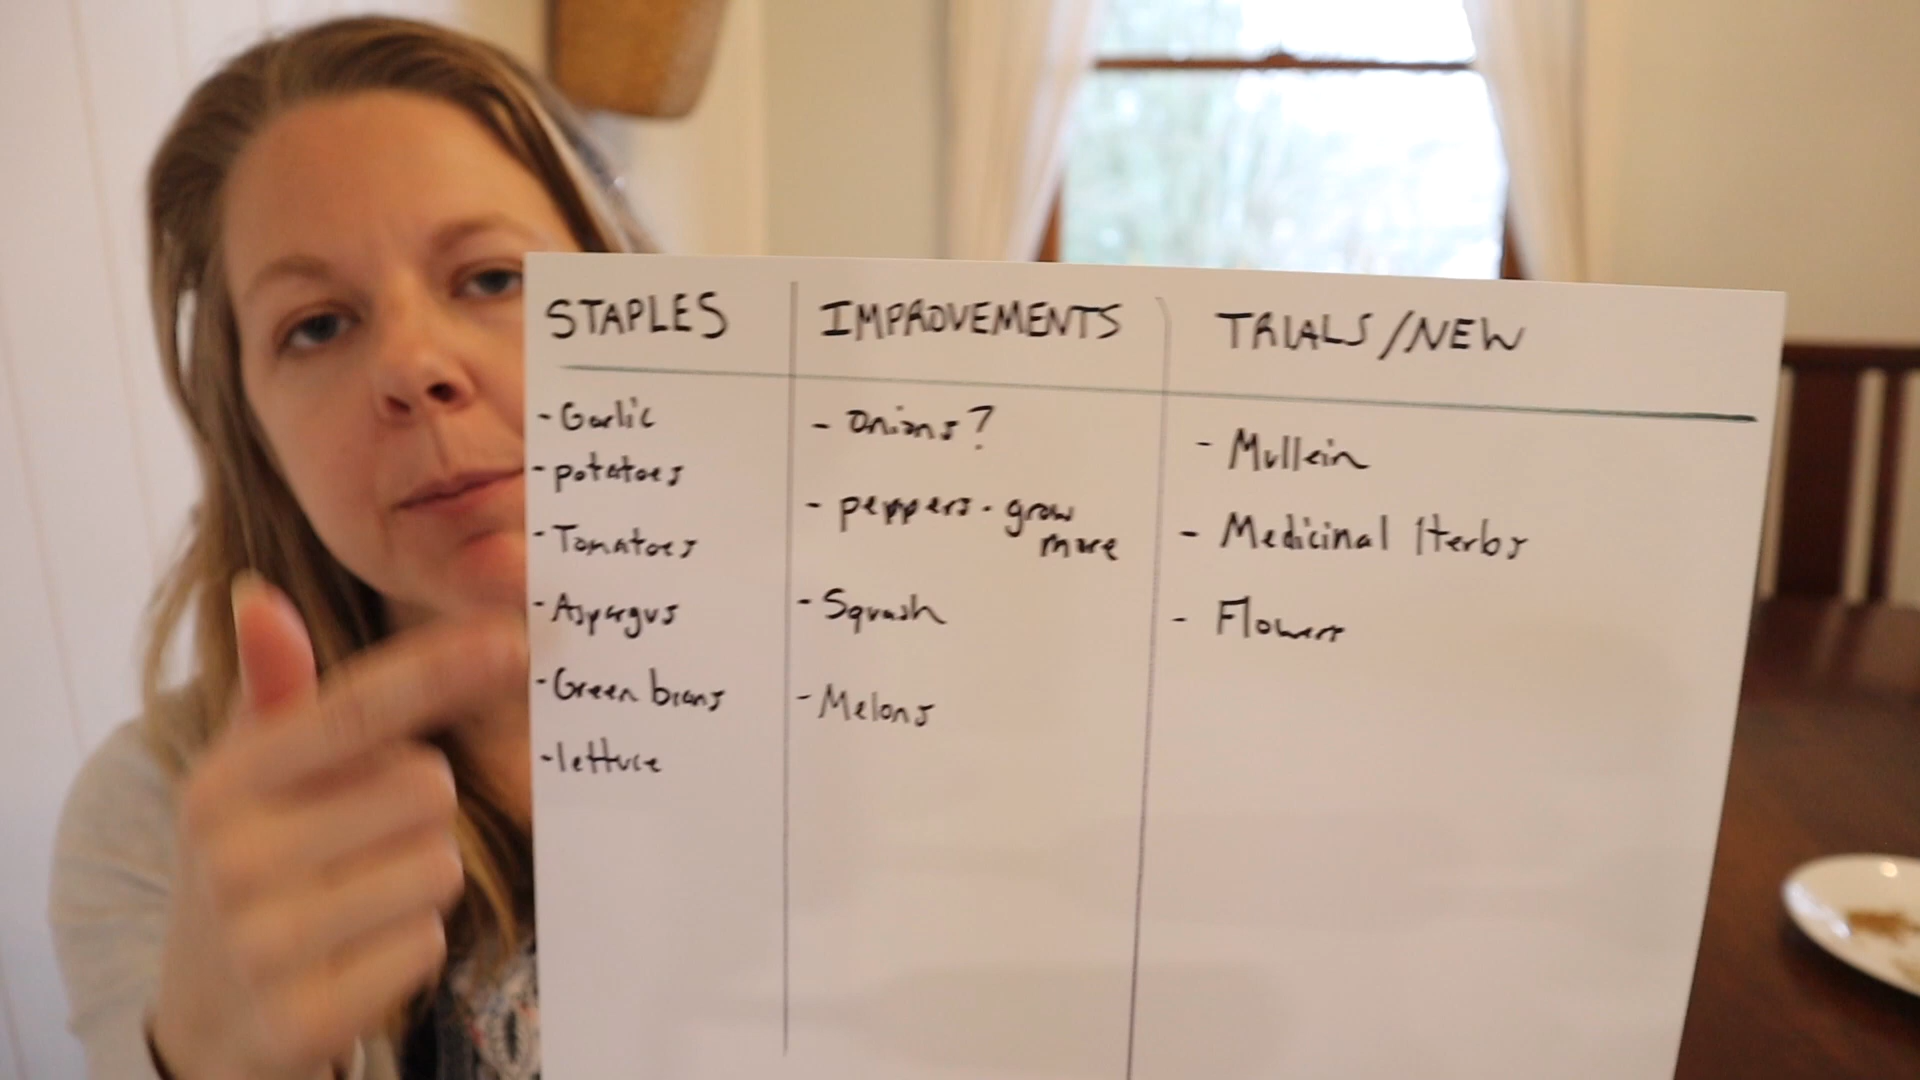 STAPLES
- Garlic
- potatoes
- Tomatoes
- Aspargus
- Green beans
- lettuce
IMPROVEMENTS
- Onions?
- peppers - grow
more
- Squash
- Melons
TRIALS/NEW
- Mullein
- Medicinal Herbs
- Flowers